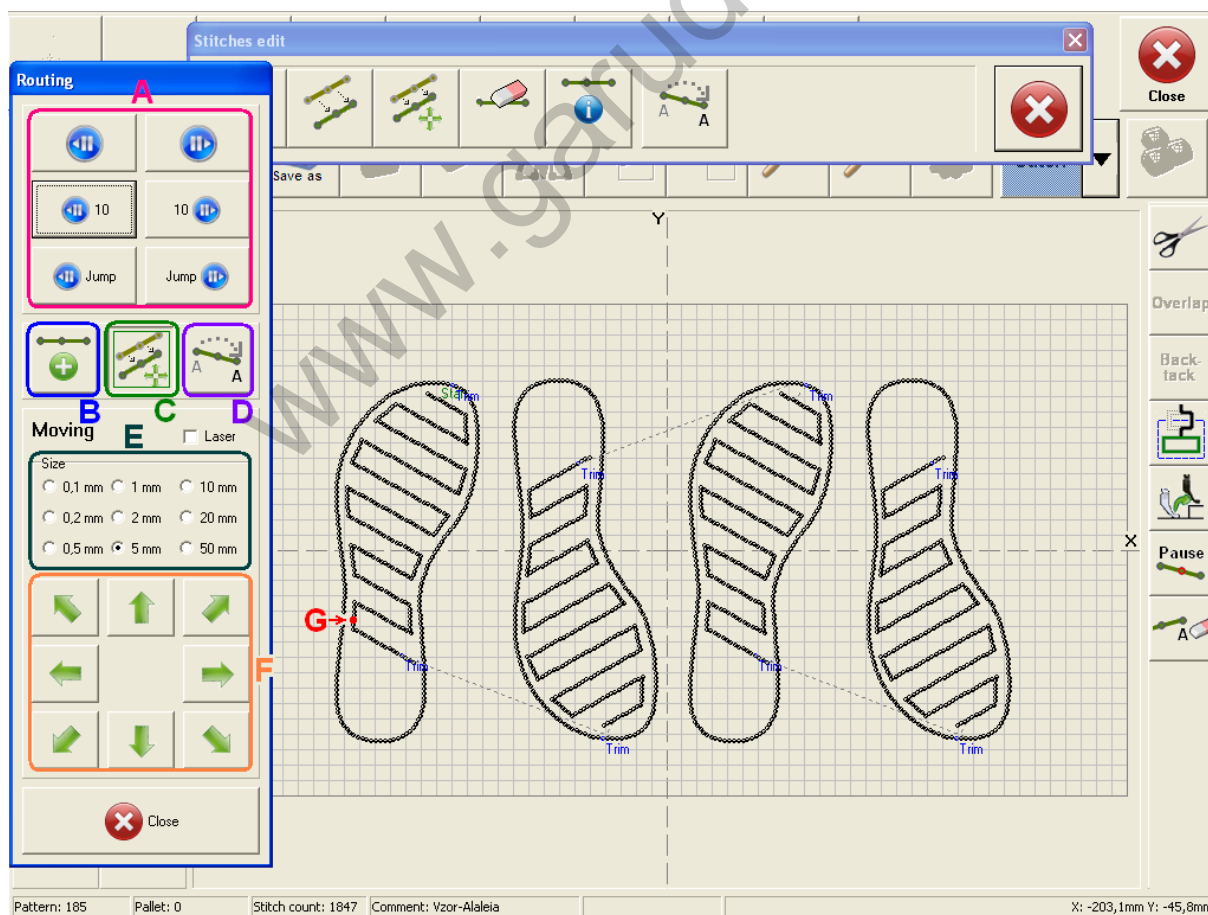 www.garud
Stitches edit
Routing
A
Close
A
A
Save as
10
10
Jump
Jump
Y
Overlap
A
A
B
C
D
Back-
tack
Moving
E
Laser
Size
0,1 mm
1 mm
10 mm
0,2 mm
2 mm
20 mm
0,5 mm
5 mm
50 mm
Trim
Trim
Trim
X
Pause
G
A
F
Trim
Trim
Trim
Trim
Close
Pattern: 185
Pallet: 0
Stitch count: 1847
Comment: Vzor-Alaleia
X: -203,1mm Y: -45,8mm